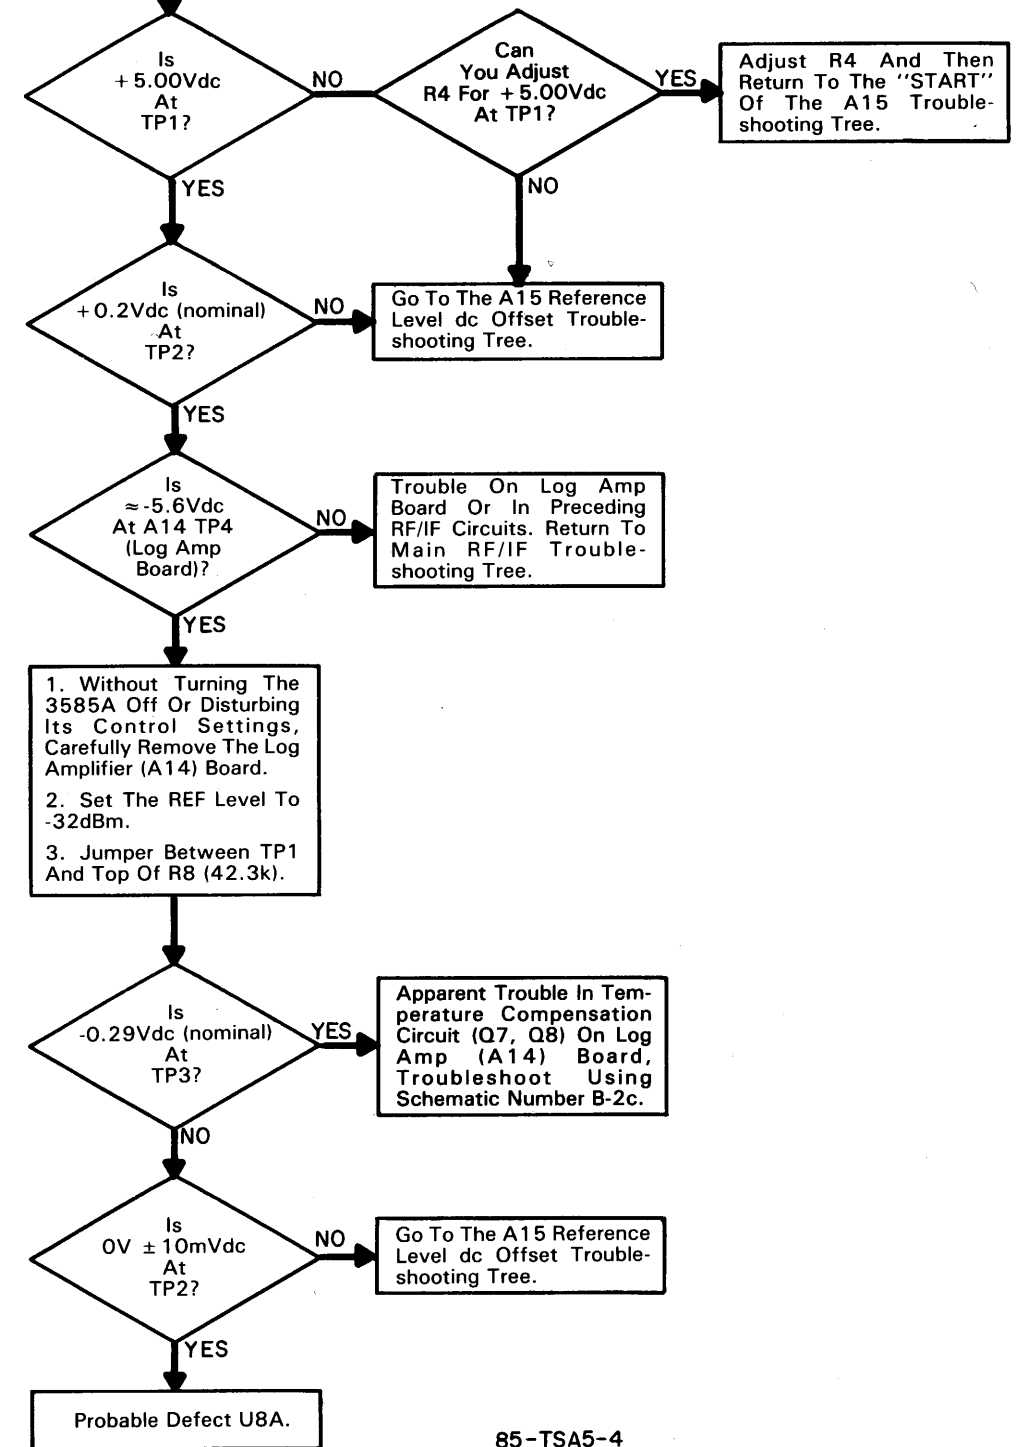 Is
+5.00Vdc
At
TP1?
NO
Can
You Adjust
R4 For +5.00Vdc
At TP1?
YES
Adjust R4 And Then
Return To The "START"
Of The A15 Trouble-
shooting Tree.
YES
NO
Is
+0.2Vdc (nominal)
At
TP2?
NO
Go To The A15 Reference
Level dc Offset Trouble-
shooting Tree.
YES
Is
≈-5.6Vdc
At A14 TP4
(Log Amp
Board)?
NO
Trouble On Log Amp
Board Or In Preceding
RF/IF Circuits. Return To
Main RF/IF Trouble-
shooting Tree.
YES
1. Without Turning The
3585A Off Or Disturbing
Its Control Settings,
Carefully Remove The Log
Amplifier (A14) Board.
2. Set The REF Level To
-32dBm.
3. Jumper Between TP1
And Top Of R8 (42.3k).
Is
-0.29Vdc (nominal)
At
TP3?
YES
Apparent Trouble In Tem-
perature Compensation
Circuit (Q7, Q8) On Log
Amp (A14) Board,
Troubleshoot Using
Schematic Number B-2c.
NO
Is
0V ±10mVdc
At
TP2?
NO
Go To The A15 Reference
Level dc Offset Trouble-
shooting Tree.
YES
Probable Defect U8A.
85-TSA5-4